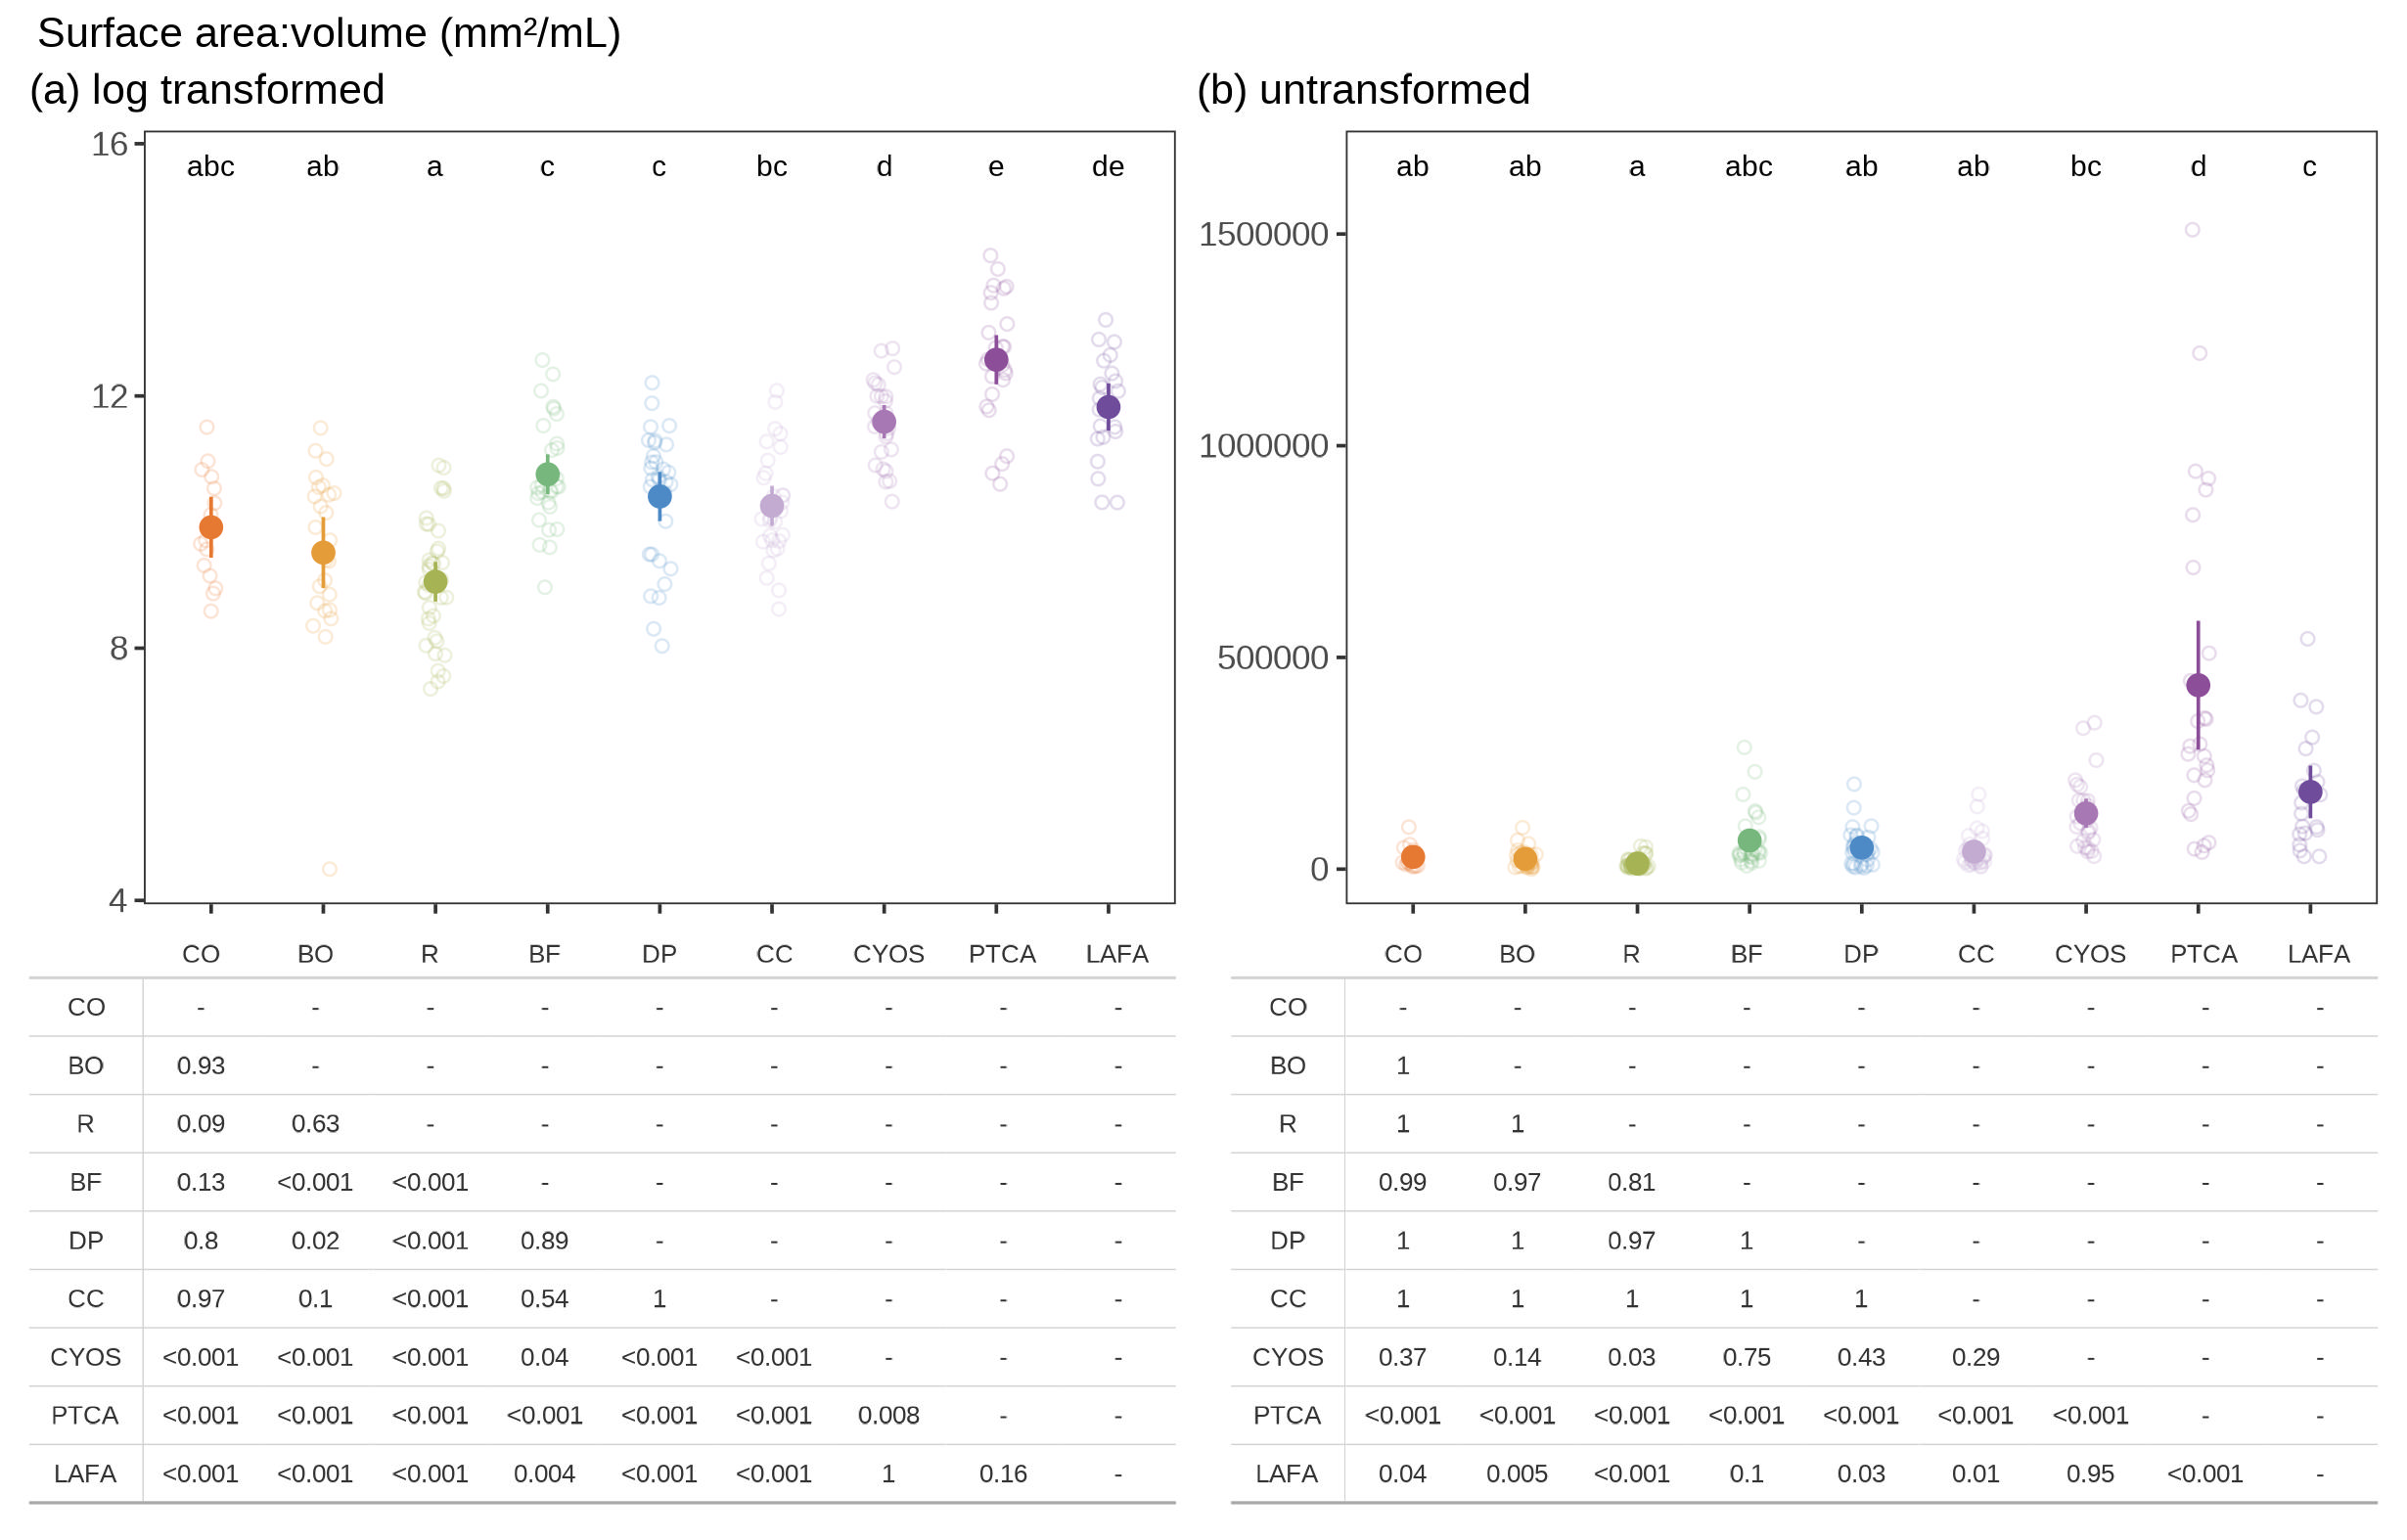 Surface area:volume (mm²/mL)
(a) log transformed
16
12
8
4
abc ab a c c bc d e de
CO BO R BF DP CC CYOS PTCA LAFA
CO - - - - - - - - -
BO 0.93 - - - - - - - -
R 0.09 0.63 - - - - - - -
BF 0.13 <0.001 <0.001 - - - - - -
DP 0.8 0.02 <0.001 0.89 - - - - -
CC 0.97 0.1 <0.001 0.54 1 - - - -
CYOS <0.001 <0.001 <0.001 0.04 <0.001 <0.001 - - -
PTCA <0.001 <0.001 <0.001 <0.001 <0.001 <0.001 0.008 - -
LAFA <0.001 <0.001 <0.001 0.004 <0.001 <0.001 1 0.16 -
(b) untransformed
1500000
1000000
500000
0
ab ab a abc ab ab bc d c
CO BO R BF DP CC CYOS PTCA LAFA
CO - - - - - - - - -
BO 1 - - - - - - - -
R 1 1 - - - - - - -
BF 0.99 0.97 0.81 - - - - - -
DP 1 1 0.97 1 - - - - -
CC 1 1 1 1 1 - - - -
CYOS 0.37 0.14 0.03 0.75 0.43 0.29 - - -
PTCA <0.001 <0.001 <0.001 <0.001 <0.001 <0.001 <0.001 - -
LAFA 0.04 0.005 <0.001 0.1 0.03 0.01 0.95 <0.001 -